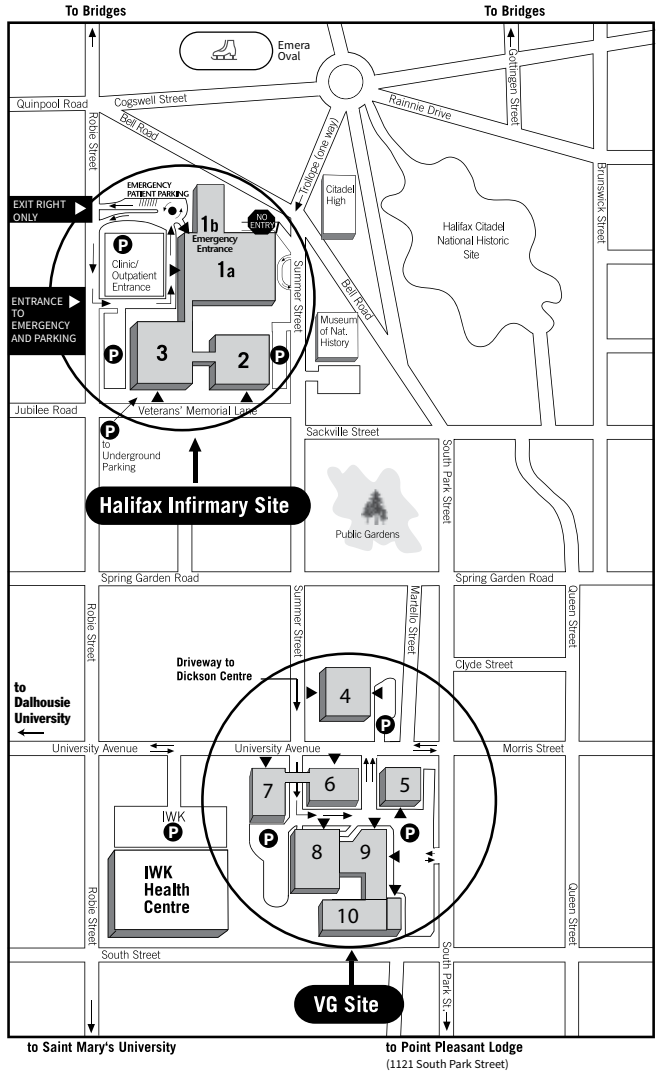 To Bridges
To Bridges
Emera
Oval
Gottingen Street
Quinpool Road
Cogswell Street
Rainnie Drive
Bell Road
Robie Street
Trollope (one way)
Brunswick Street
EMERGENCY
PATIENT PARKING
EXIT RIGHT
ONLY
Citadel
High
1b
NO
ENTRY
Emergency
Entrance
P
Clinic/
Outpatient
Entrance
1a
Halifax Citadel
National Historic
Site
Summer Street
Bell Road
ENTRANCE
TO
EMERGENCY
AND PARKING
Museum
of Nat.
History
P
3
2
P
Jubilee Road
Veterans' Memorial Lane
P
to
Underground
Parking
Sackville Street
South Park Street
Halifax Infirmary Site
Public Gardens
Spring Garden Road
Spring Garden Road
Robie Street
Summer Street
Martello Street
Queen Street
Driveway to
Dickson Centre
Clyde Street
to
Dalhousie
University
4
P
University Avenue
University Avenue
Morris Street
7
6
5
IWK
P
P
P
8
9
IWK
Health
Centre
10
Robie Street
Queen Street
South Street
South Park St.
VG Site
to Saint Mary's University
to Point Pleasant Lodge
(1121 South Park Street)